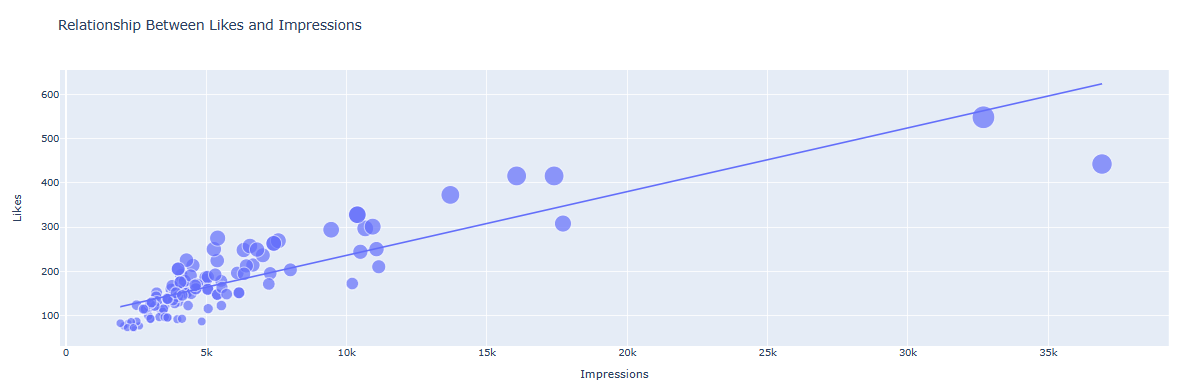 Relationship Between Likes and Impressions
600
500
400
300
200
100
Likes
0 5k 10k 15k 20k 25k 30k 35k
Impressions